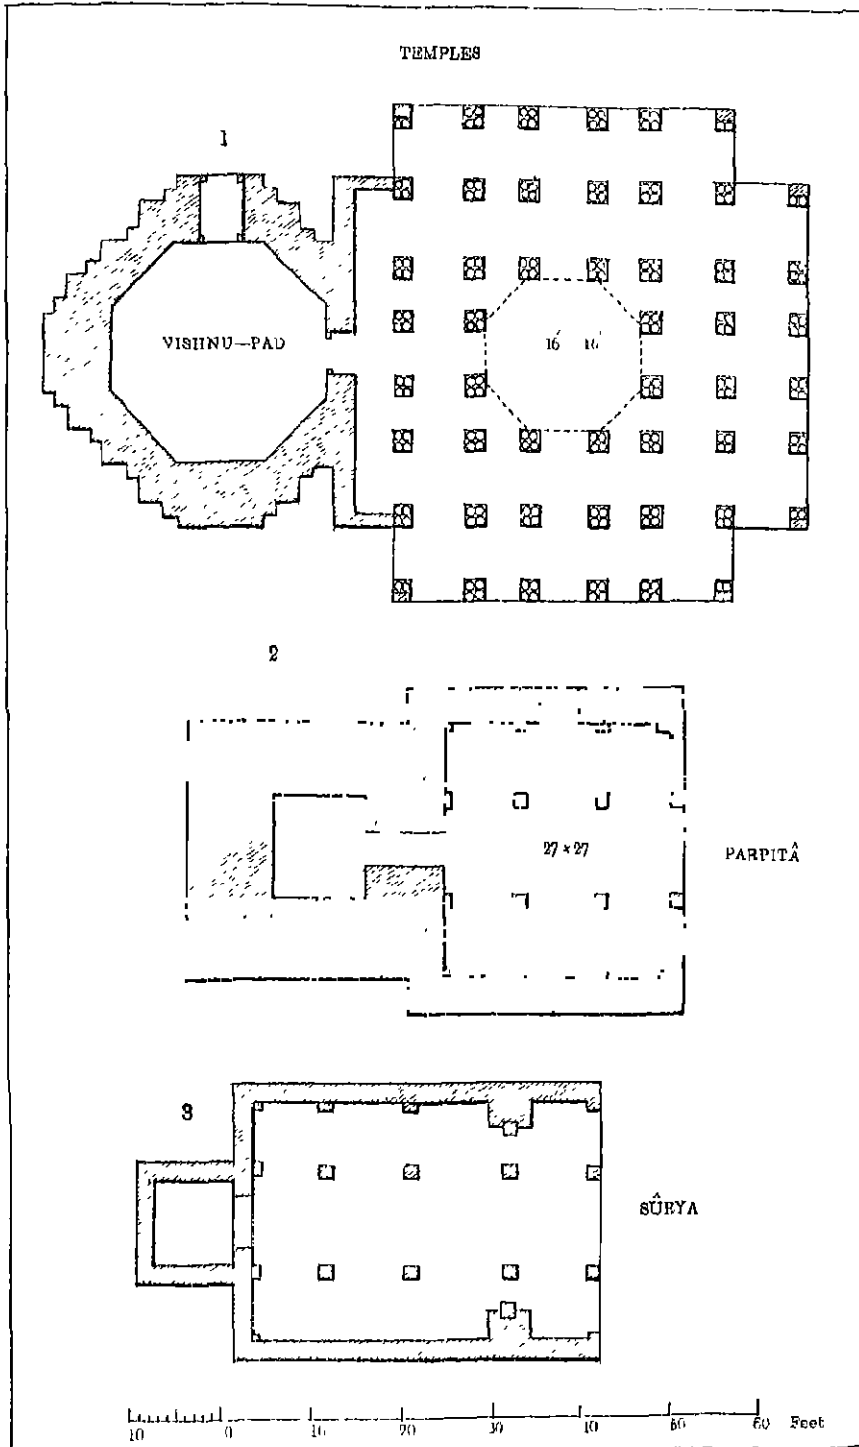 TEMPLES
1
VISHNU—PAD
16' 16'
2
27 × 27
PARPITÂ
3
SÛRYA
10 0 10 20 30 40 50 60 Feet